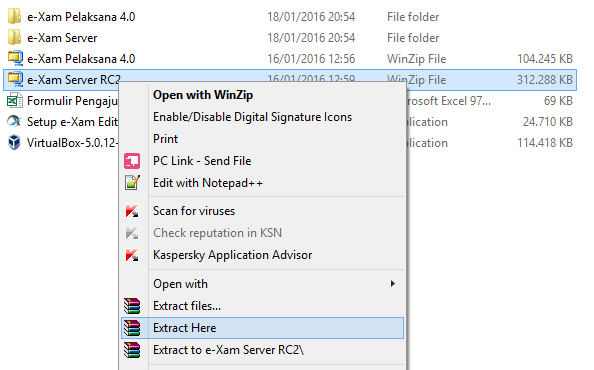 e-Xam Pelaksana 4.0 18/01/2016 20:54 File folder
e-Xam Server 18/01/2016 20:54 File folder
e-Xam Pelaksana 4.0 16/01/2016 12:56 WinZip File 104.245 KB
e-Xam Server RC2 16/01/2016 12:59 WinZip File 312.288 KB
Formulir Pengaju rosoft Excel 97... 69 KB
Setup e-Xam Edit lication 24.710 KB
VirtualBox-5.0.12- lication 114.418 KB
Open with WinZip
Enable/Disable Digital Signature Icons
Print
PC Link - Send File
Edit with Notepad++
Scan for viruses
Check reputation in KSN
Kaspersky Application Advisor
Open with
Extract files...
Extract Here
Extract to e-Xam Server RC2\